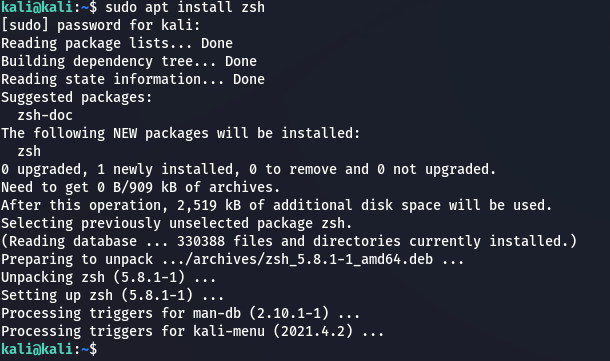 kali@kali:~$ sudo apt install zsh
[sudo] password for kali:
Reading package lists... Done
Building dependency tree... Done
Reading state information... Done
Suggested packages:
  zsh-doc
The following NEW packages will be installed:
  zsh
0 upgraded, 1 newly installed, 0 to remove and 0 not upgraded.
Need to get 0 B/909 kB of archives.
After this operation, 2,519 kB of additional disk space will be used.
Selecting previously unselected package zsh.
(Reading database ... 330388 files and directories currently installed.)
Preparing to unpack .../archives/zsh_5.8.1-1_amd64.deb ...
Unpacking zsh (5.8.1-1) ...
Setting up zsh (5.8.1-1) ...
Processing triggers for man-db (2.10.1-1) ...
Processing triggers for kali-menu (2021.4.2) ...
kali@kali:~$